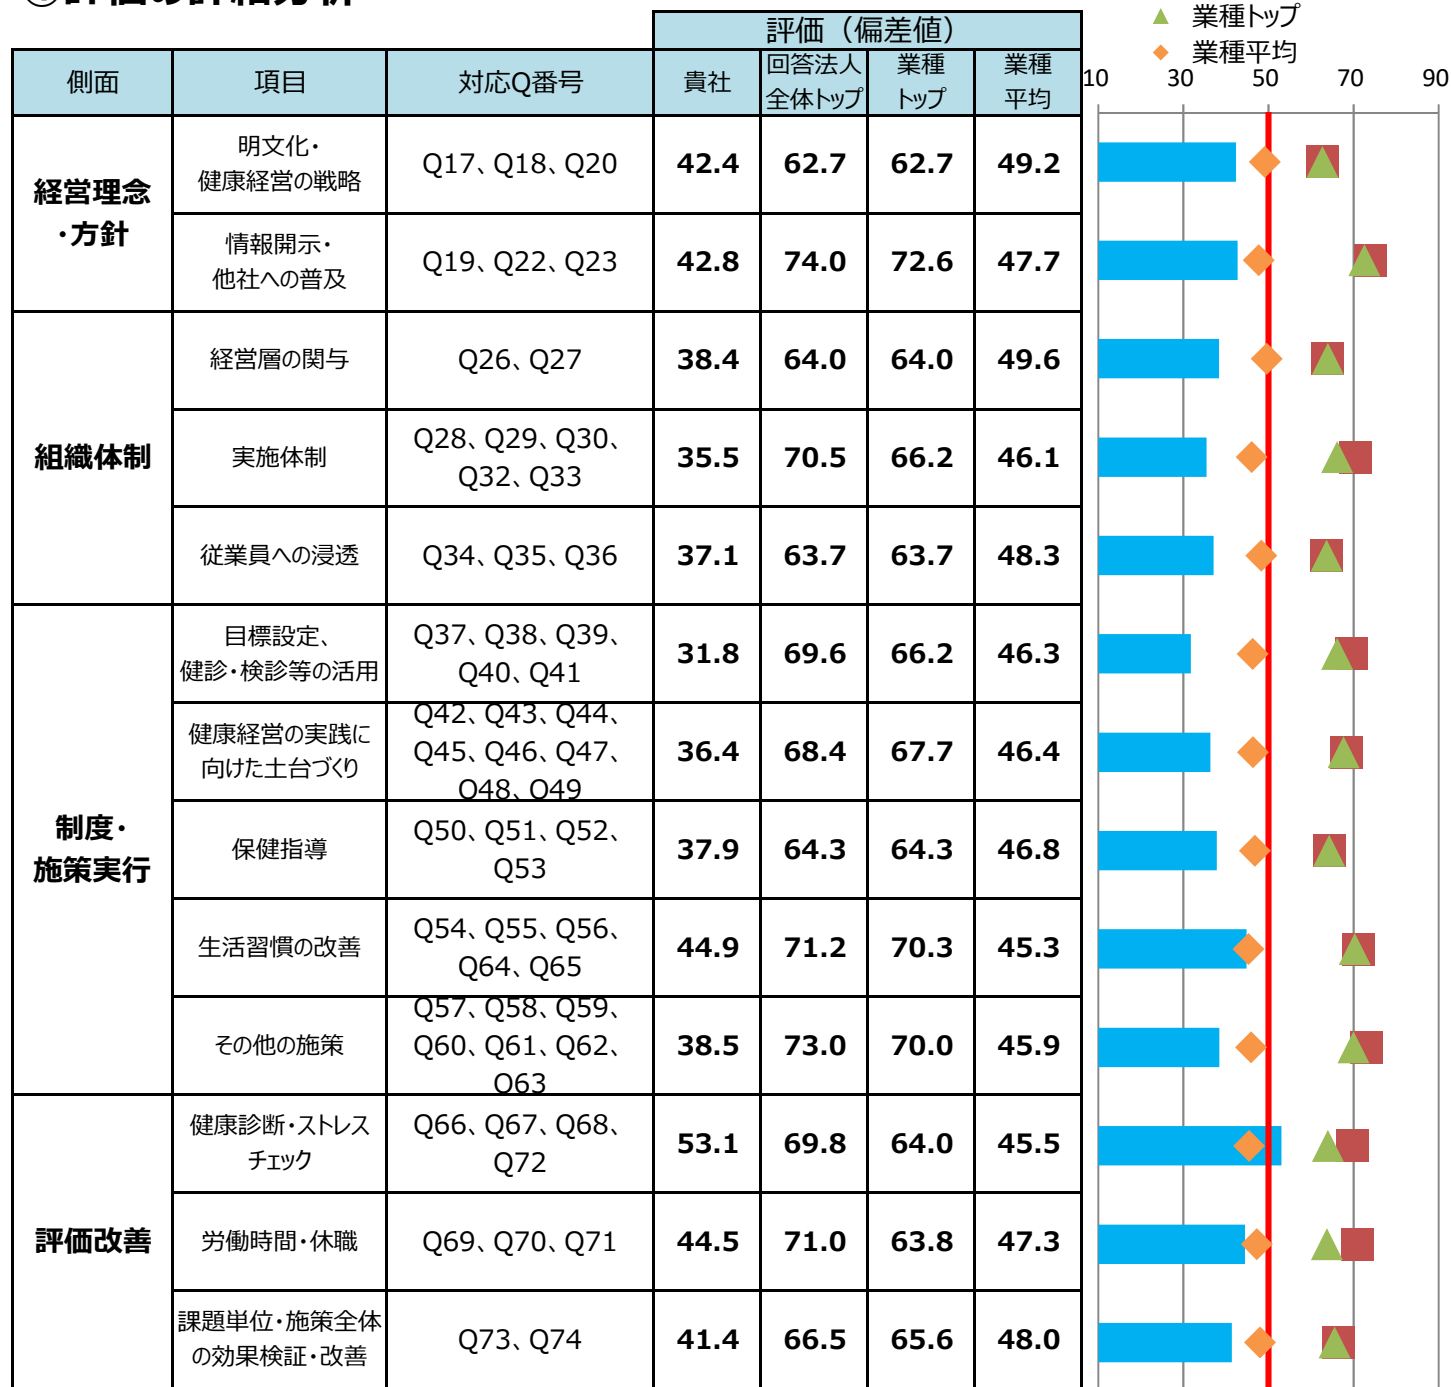 評価（偏差値）
▲ 業種トップ
◆ 業種平均
側面 項目 対応Q番号 貴社 回答法人 全体トップ 業種 トップ 業種 平均
10 30 50 70 90
経営理念
・方針
明文化・
健康経営の戦略
Q17、Q18、Q20
42.4 62.7 62.7 49.2
情報開示・
他社への普及
Q19、Q22、Q23
42.8 74.0 72.6 47.7
組織体制
経営層の関与
Q26、Q27
38.4 64.0 64.0 49.6
実施体制
Q28、Q29、Q30、
Q32、Q33
35.5 70.5 66.2 46.1
従業員への浸透
Q34、Q35、Q36
37.1 63.7 63.7 48.3
制度・
施策実行
目標設定、
健診・検診等の活用
Q37、Q38、Q39、
Q40、Q41
31.8 69.6 66.2 46.3
健康経営の実践に
向けた土台づくり
Q42、Q43、Q44、
Q45、Q46、Q47、
Q48、Q49
36.4 68.4 67.7 46.4
保健指導
Q50、Q51、Q52、
Q53
37.9 64.3 64.3 46.8
生活習慣の改善
Q54、Q55、Q56、
Q64、Q65
44.9 71.2 70.3 45.3
その他の施策
Q57、Q58、Q59、
Q60、Q61、Q62、
Q63
38.5 73.0 70.0 45.9
評価改善
健康診断・ストレス
チェック
Q66、Q67、Q68、
Q72
53.1 69.8 64.0 45.5
労働時間・休職
Q69、Q70、Q71
44.5 71.0 63.8 47.3
課題単位・施策全体
の効果検証・改善
Q73、Q74
41.4 66.5 65.6 48.0